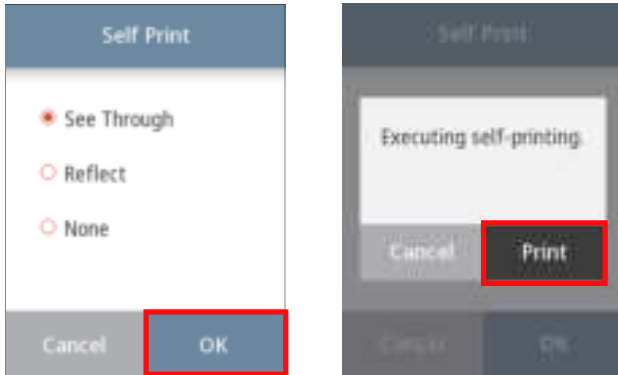 Self Print
See Through
Reflect
None
Cancel
OK
Self Print
Executing self-printing.
Cancel
Print
Cancel
OK